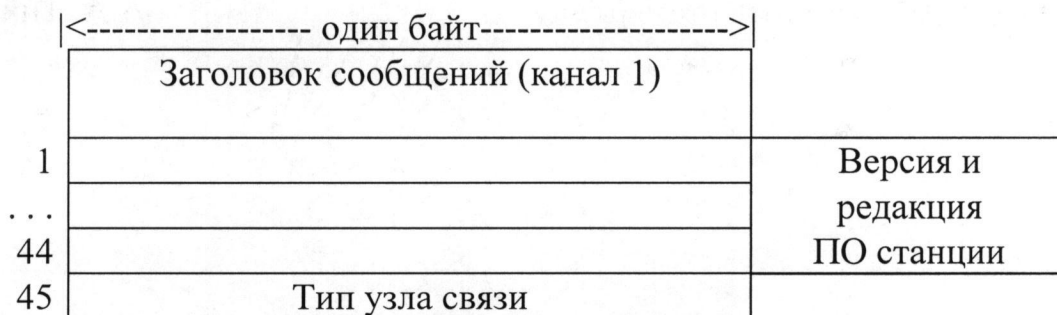 |<------------------- один байт-------------------->|
Заголовок сообщений (канал 1)
1 Версия и
. . . редакция
44 ПО станции
45 Тип узла связи